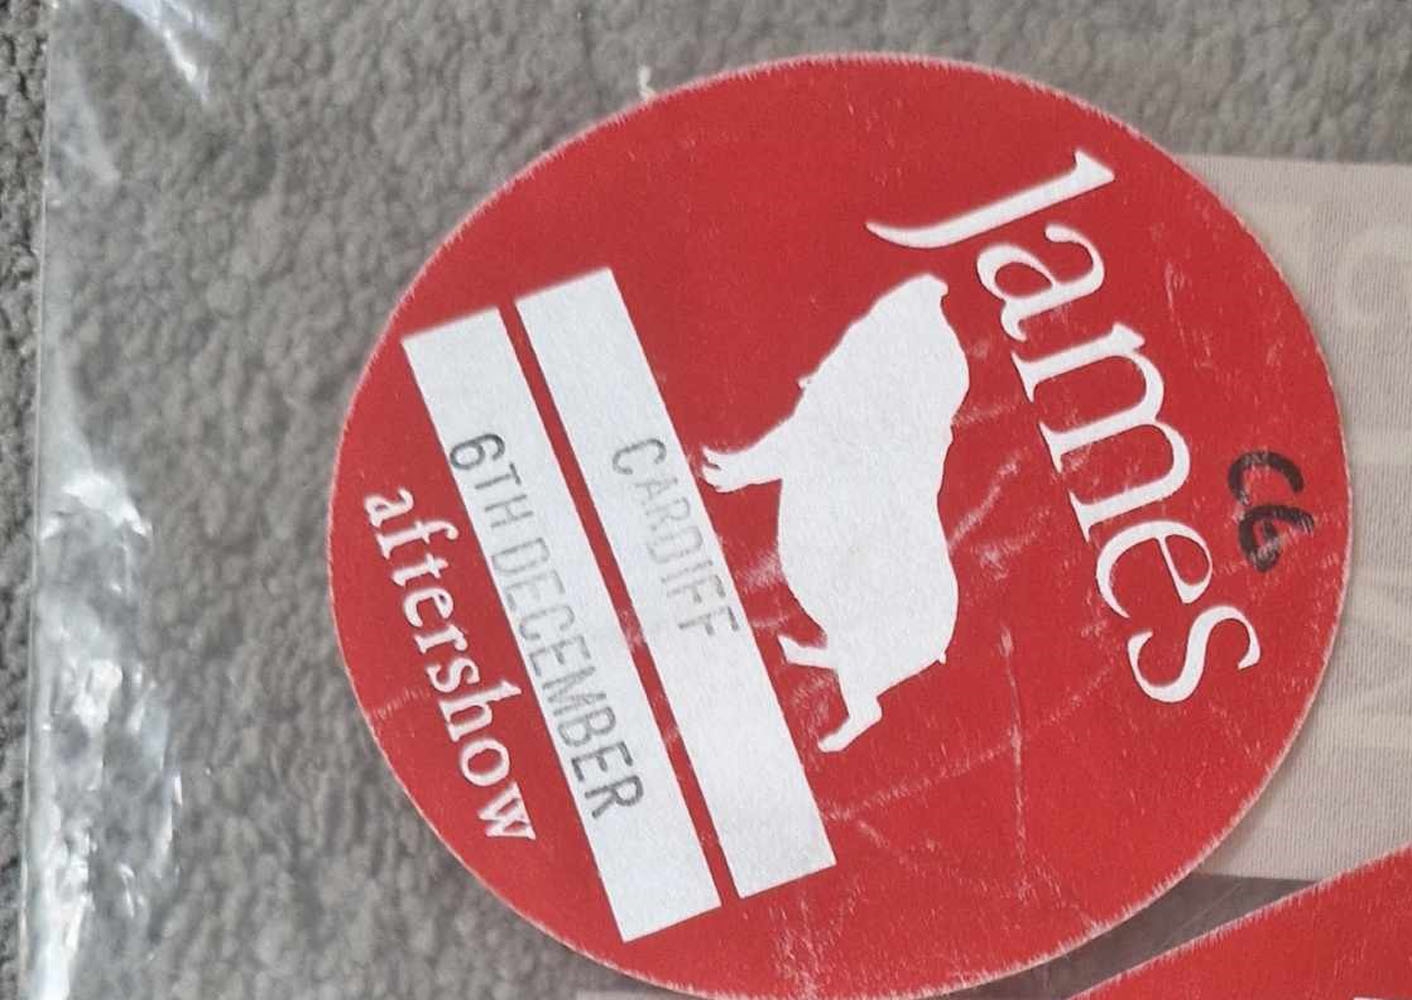 C6
James
CARDIFF
6TH DECEMBER
aftershow